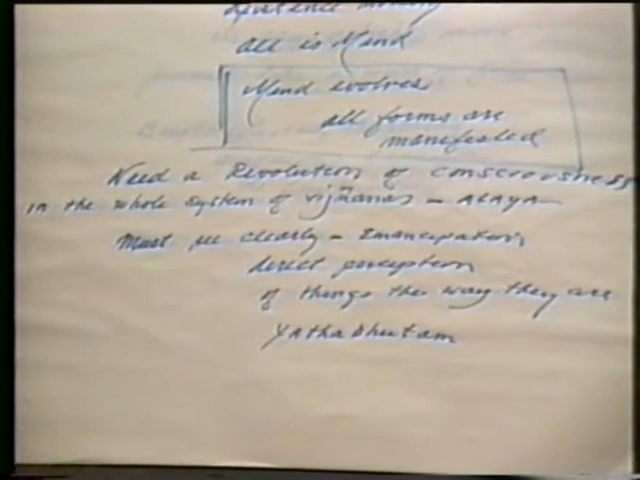 Existence
all is Mind
Mind evolves
all forms are
manifested
Need a Revolution of consciousness
in the whole system of vijñanas - ALAYA
Must see clearly - Emancipation,
direct perception
of things the way they are
Yathabhutam